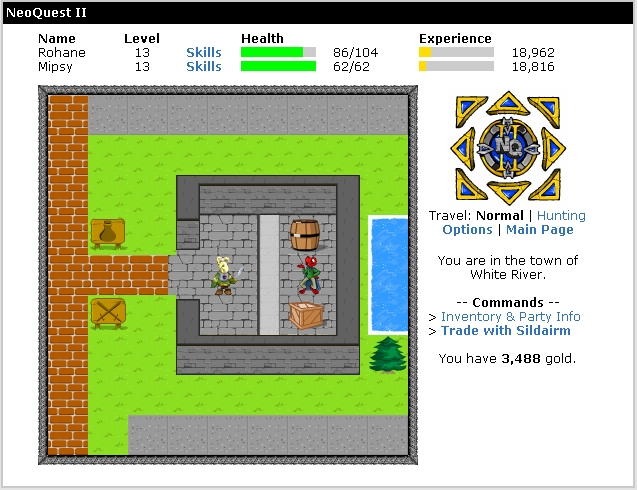 NeoQuest II
Name Level Health Experience
Rohane 13 Skills 86/104 18,962
Mipsy 13 Skills 62/62 18,816
NQ
II
Travel: Normal | Hunting
Options | Main Page
You are in the town of
White River.
-- Commands --
> Inventory & Party Info
> Trade with Sildairm
You have 3,488 gold.